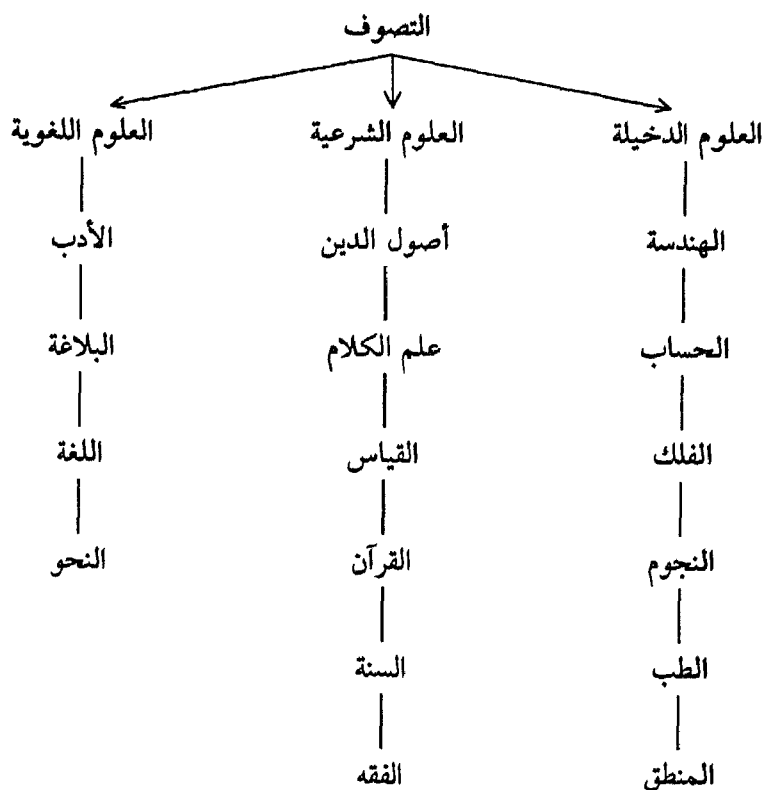 التصوف
العلوم الدخيلة العلوم الشرعية العلوم اللغوية
الهندسة أصول الدين الأدب
الحساب علم الكلام البلاغة
الفلك القياس اللغة
النجوم القرآن النحو
الطب السنة
المنطق الفقه